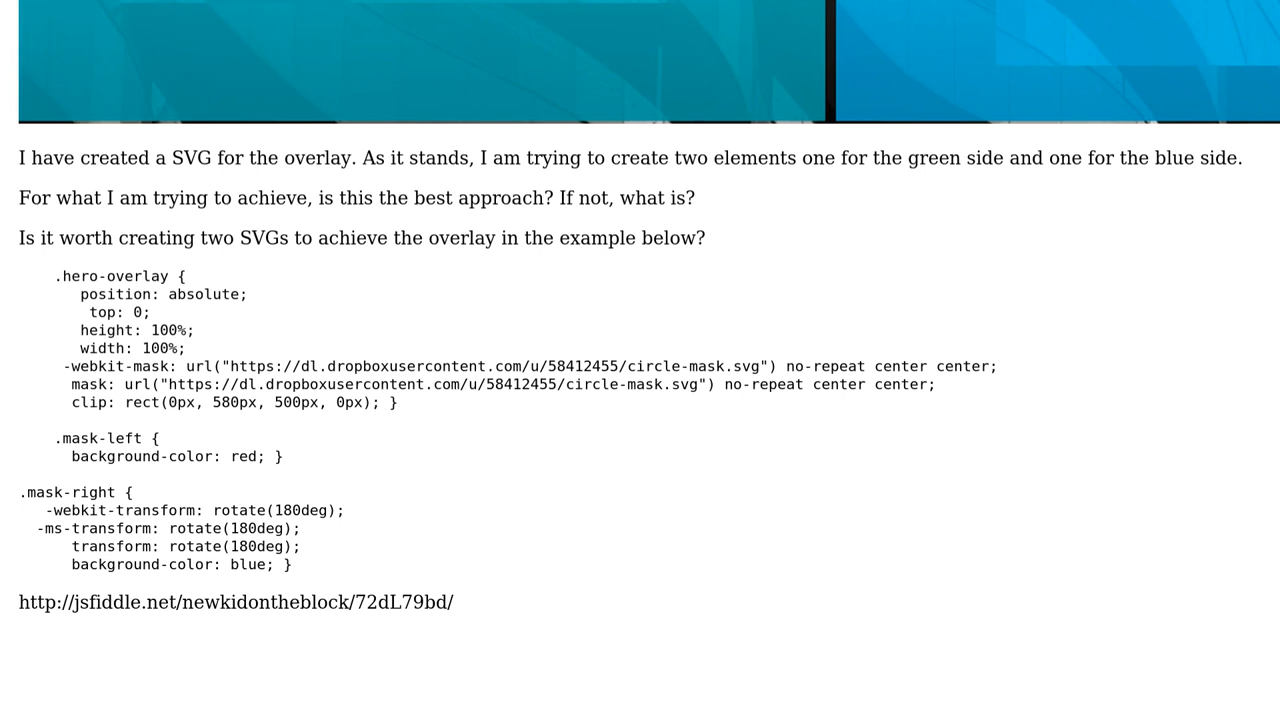 I have created a SVG for the overlay. As it stands, I am trying to create two elements one for the green side and one for the blue side.
For what I am trying to achieve, is this the best approach? If not, what is?
Is it worth creating two SVGs to achieve the overlay in the example below?
    .hero-overlay {
       position: absolute;
        top: 0;
       height: 100%;
       width: 100%;
     -webkit-mask: url("https://dl.dropboxusercontent.com/u/58412455/circle-mask.svg") no-repeat center center;
      mask: url("https://dl.dropboxusercontent.com/u/58412455/circle-mask.svg") no-repeat center center;
      clip: rect(0px, 580px, 500px, 0px); }
    .mask-left {
      background-color: red; }
.mask-right {
   -webkit-transform: rotate(180deg);
  -ms-transform: rotate(180deg);
      transform: rotate(180deg);
      background-color: blue; }
http://jsfiddle.net/newkidontheblock/72dL79bd/